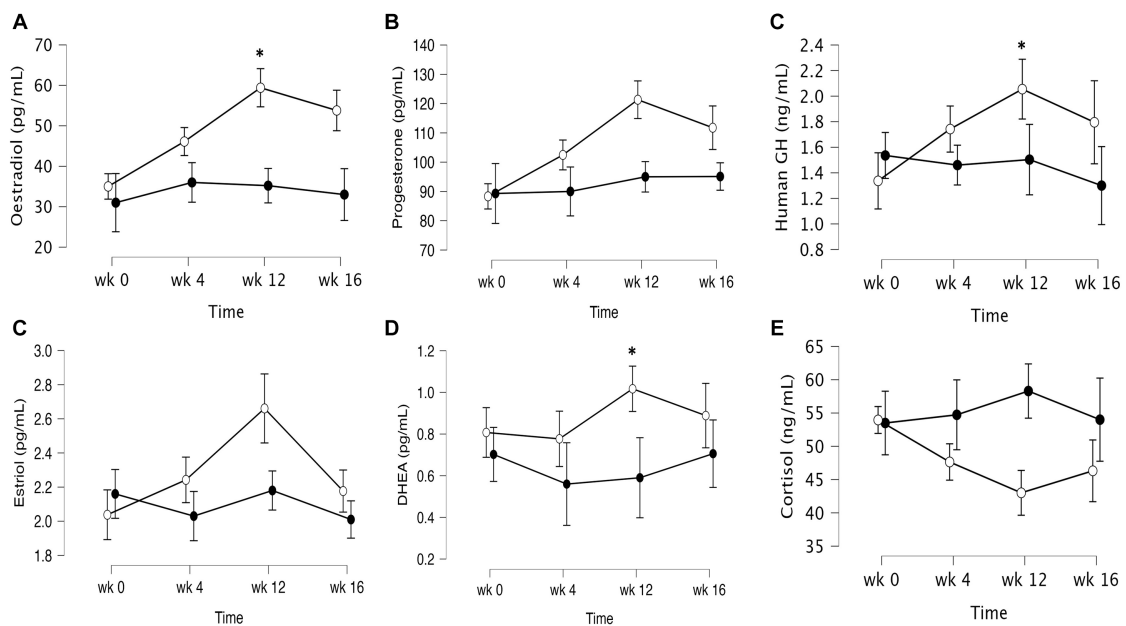 A
Oestradiol (pg/mL)
70
60
50
40
30
20
*
wk 0 wk 4 wk 12 wk 16
Time
B
Progesterone (pg/mL)
140
130
120
110
100
90
80
70
wk 0 wk 4 wk 12 wk 16
Time
C
Human GH (ng/mL)
2.4
2.2
2.0
1.8
1.6
1.4
1.2
1.0
0.8
*
wk 0 wk 4 wk 12 wk 16
Time
C
Estriol (pg/mL)
3.0
2.8
2.6
2.4
2.2
2.0
1.8
wk 0 wk 4 wk 12 wk 16
Time
D
DHEA (pg/mL)
1.2
1.0
0.8
0.6
0.4
0.2
*
wk 0 wk 4 wk 12 wk 16
Time
E
Cortisol (ng/mL)
65
60
55
50
45
40
35
wk 0 wk 4 wk 12 wk 16
Time